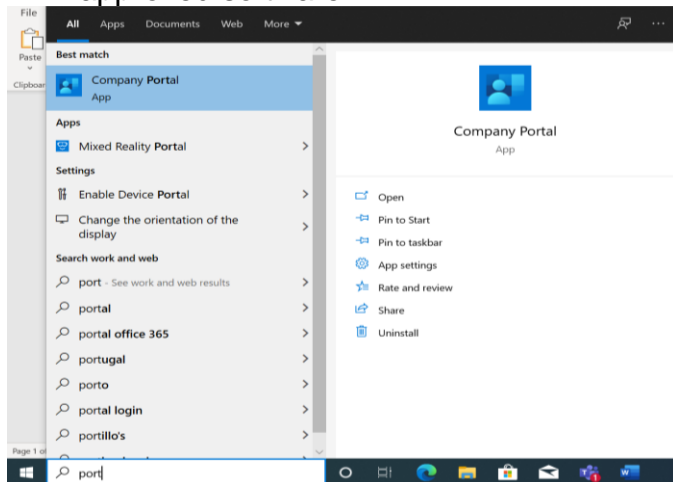 File
All Apps Documents Web More
Paste
Clipboar
Best match
Company Portal
App
Apps
Mixed Reality Portal
Settings
Enable Device Portal
Change the orientation of the
display
Search work and web
port - See work and web results
portal
portal office 365
portugal
porto
portal login
portillo's
Company Portal
App
Open
Pin to Start
Pin to taskbar
App settings
Rate and review
Share
Uninstall
Page 1 of
port